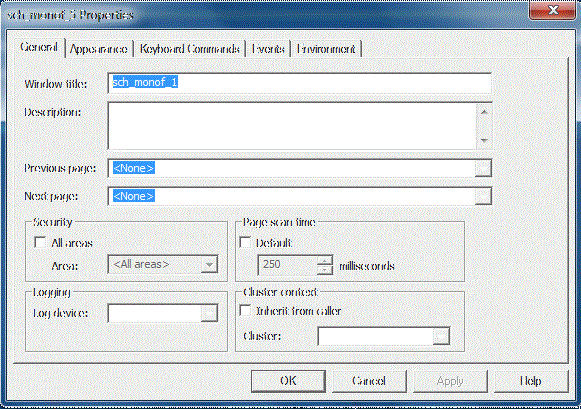 sch_monof_5 Properties
General Appearance Keyboard Commands Events Environment
Window title: sch_monof_1
Description:
Previous page: <None>
Next page: <None>
Security
All areas
Area: <All areas>
Page scan time
Default
250 milliseconds
Logging
Log device:
Cluster context
Inherit from caller
Cluster:
OK Cancel Apply Help